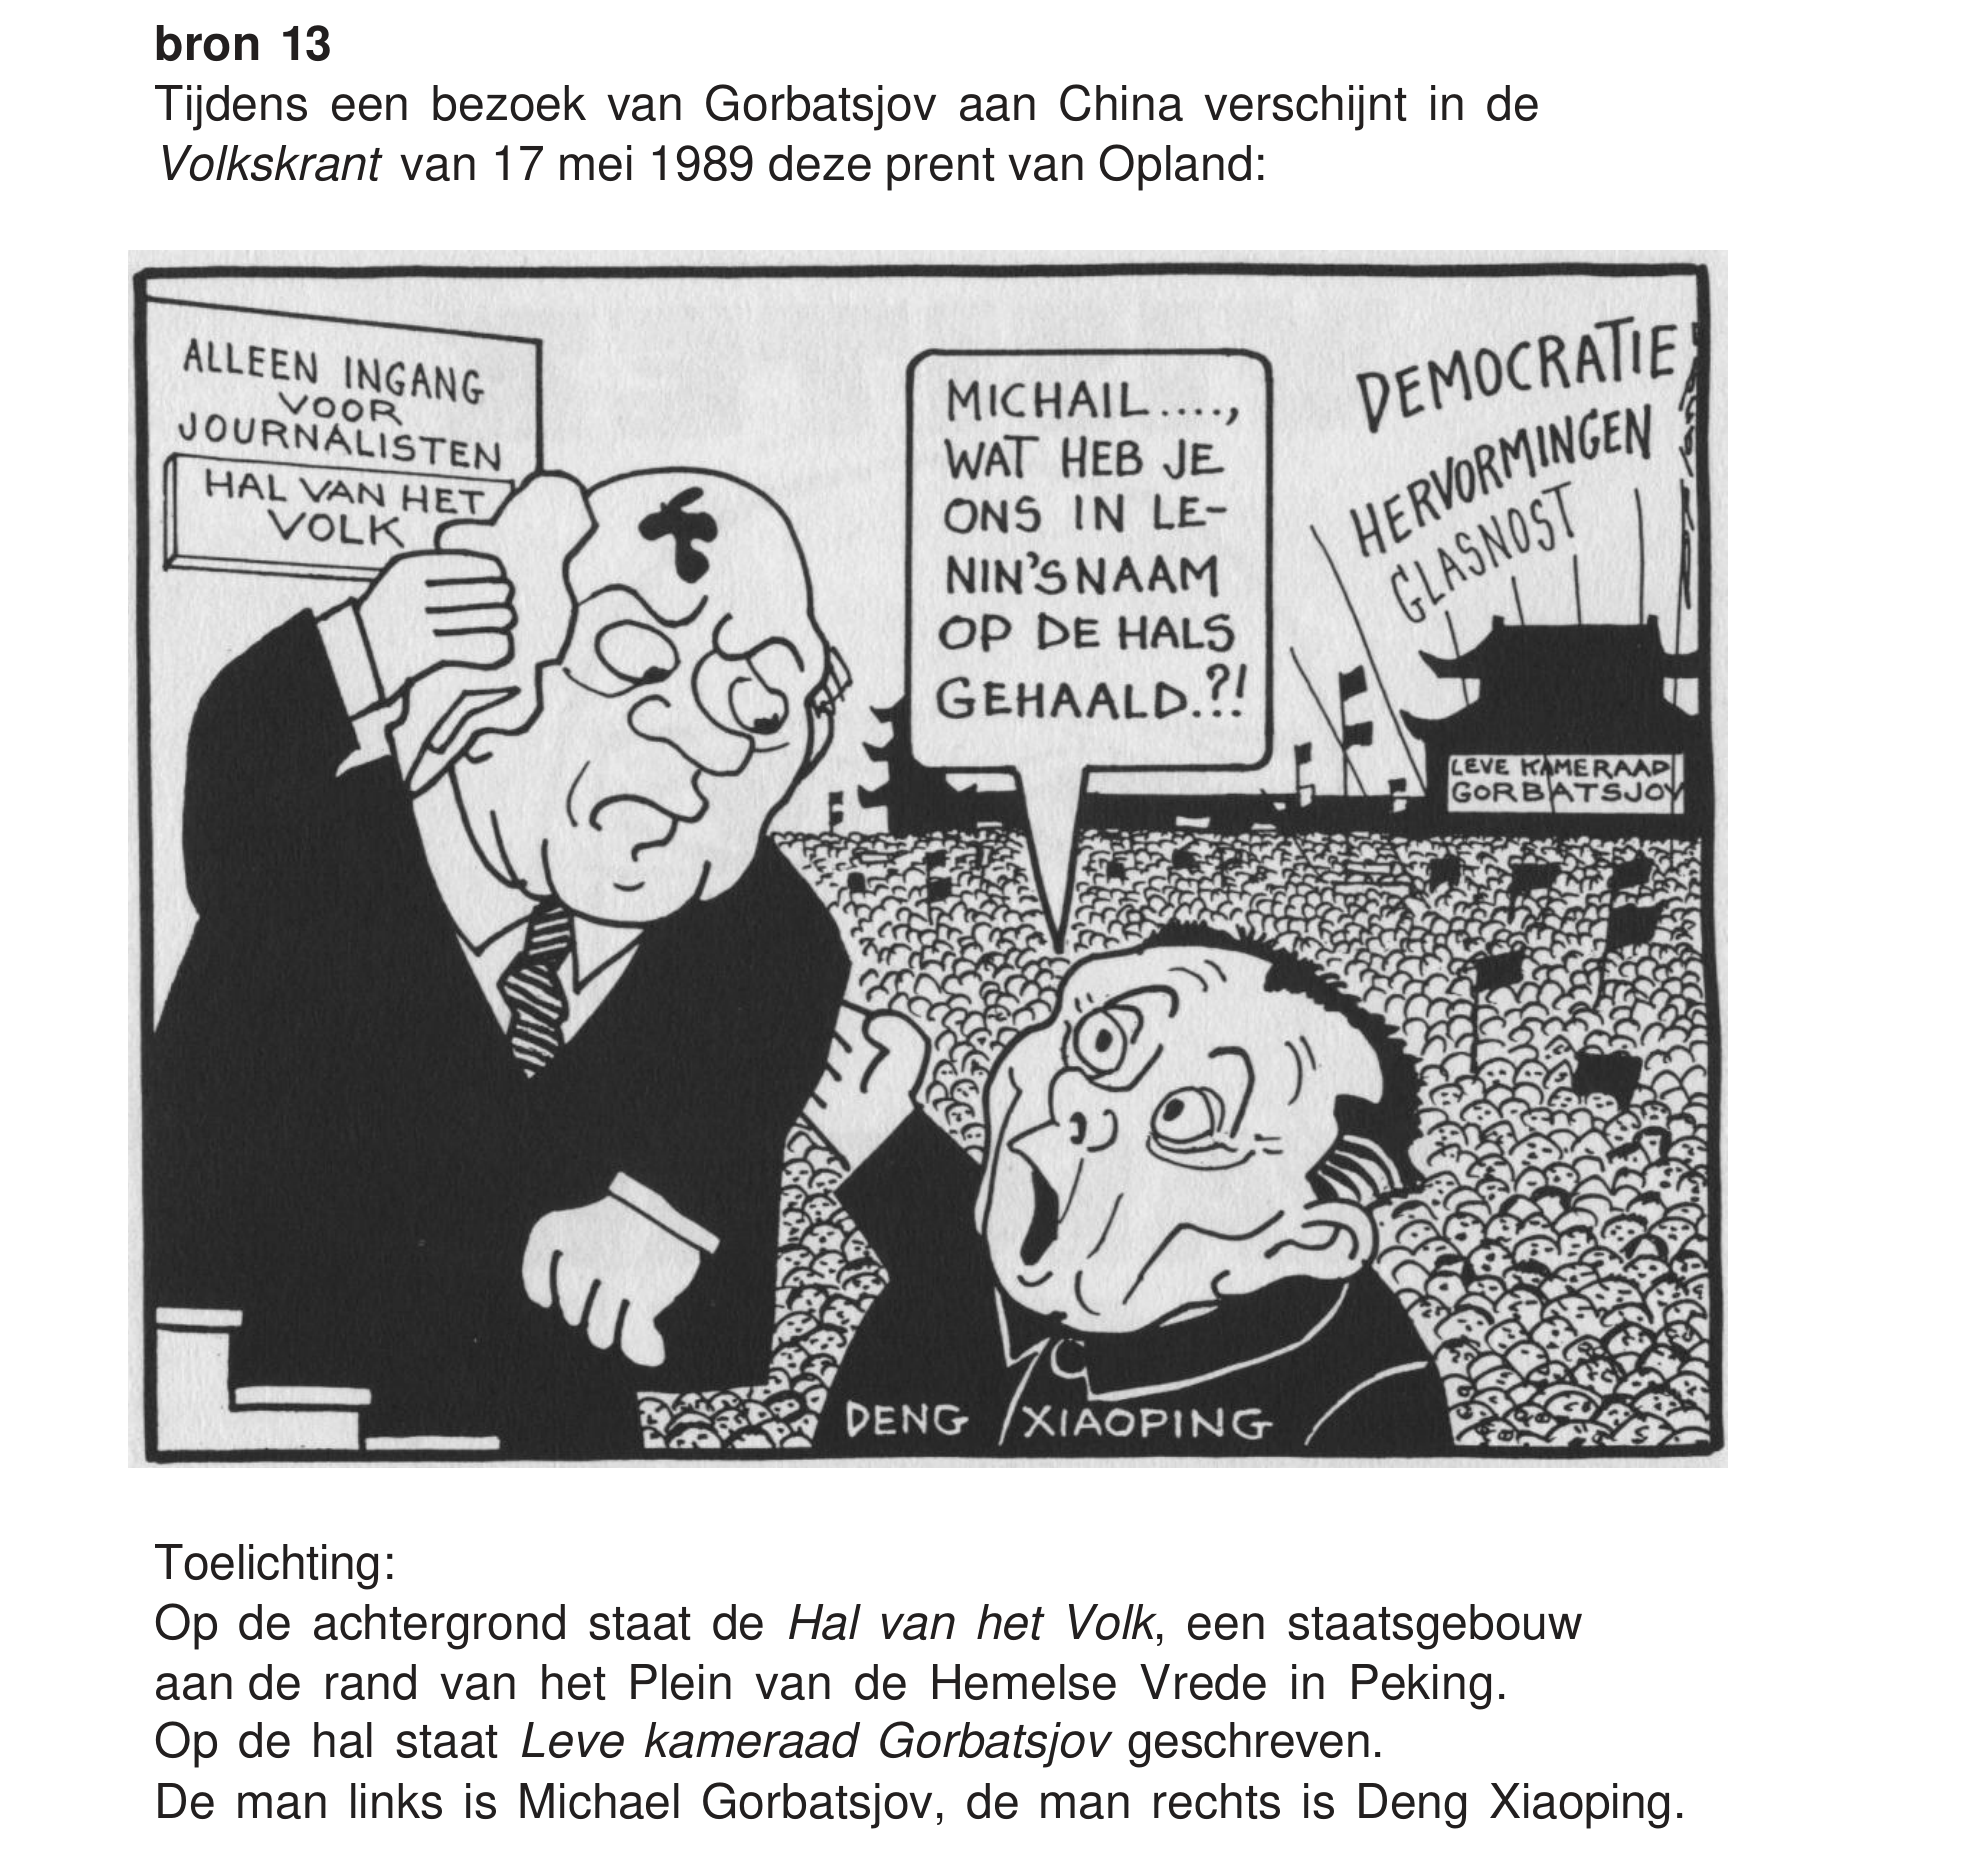 bron 13
Tijdens een bezoek van Gorbatsjov aan China verschijnt in de
Volkskrant van 17 mei 1989 deze prent van Opland:
ALLEEN INGANG
VOOR
JOURNALISTEN
HAL VAN HET
VOLK
MICHAIL....,
WAT HEB JE
ONS IN LE-
NIN'S NAAM
OP DE HALS
GEHAALD.?!
DEMOCRATIE
HERVORMINGEN
GLASNOST
LEVE KAMERAAD
GORBATSJOV
DENG XIAOPING
Toelichting:
Op de achtergrond staat de Hal van het Volk, een staatsgebouw
aan de rand van het Plein van de Hemelse Vrede in Peking.
Op de hal staat Leve kameraad Gorbatsjov geschreven.
De man links is Michael Gorbatsjov, de man rechts is Deng Xiaoping.